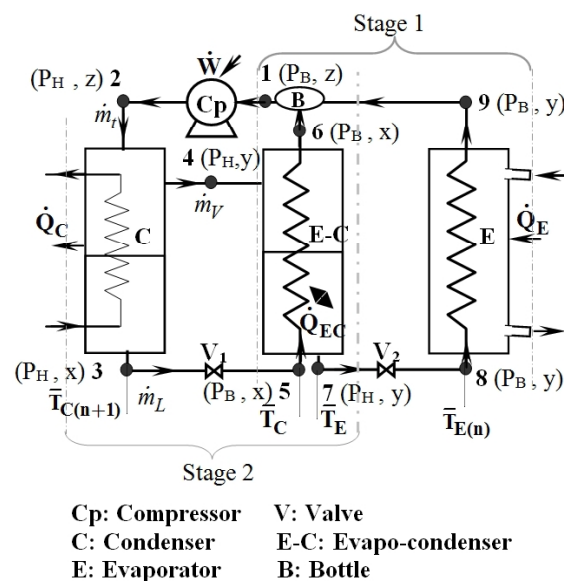 Stage 1
Ẇ
(P_H , z) 2
1 (P_B, z)
Cp
B
9 (P_B , y)
ṁ_t
6 (P_B , x)
4 (P_H,y)
Q̇_C
C
ṁ_V
E-C
E
Q̇_E
Q̇_EC
V₁
V₂
(P_H, x) 3
ṁ_L
(P_B , x) 5
7 (P_H , y)
8 (P_B, y)
T̄_C(n+1)
T̄_C
T̄_E
T̄_E(n)
Stage 2
Cp: Compressor V: Valve
C: Condenser E-C: Evapo-condenser
E: Evaporator B: Bottle